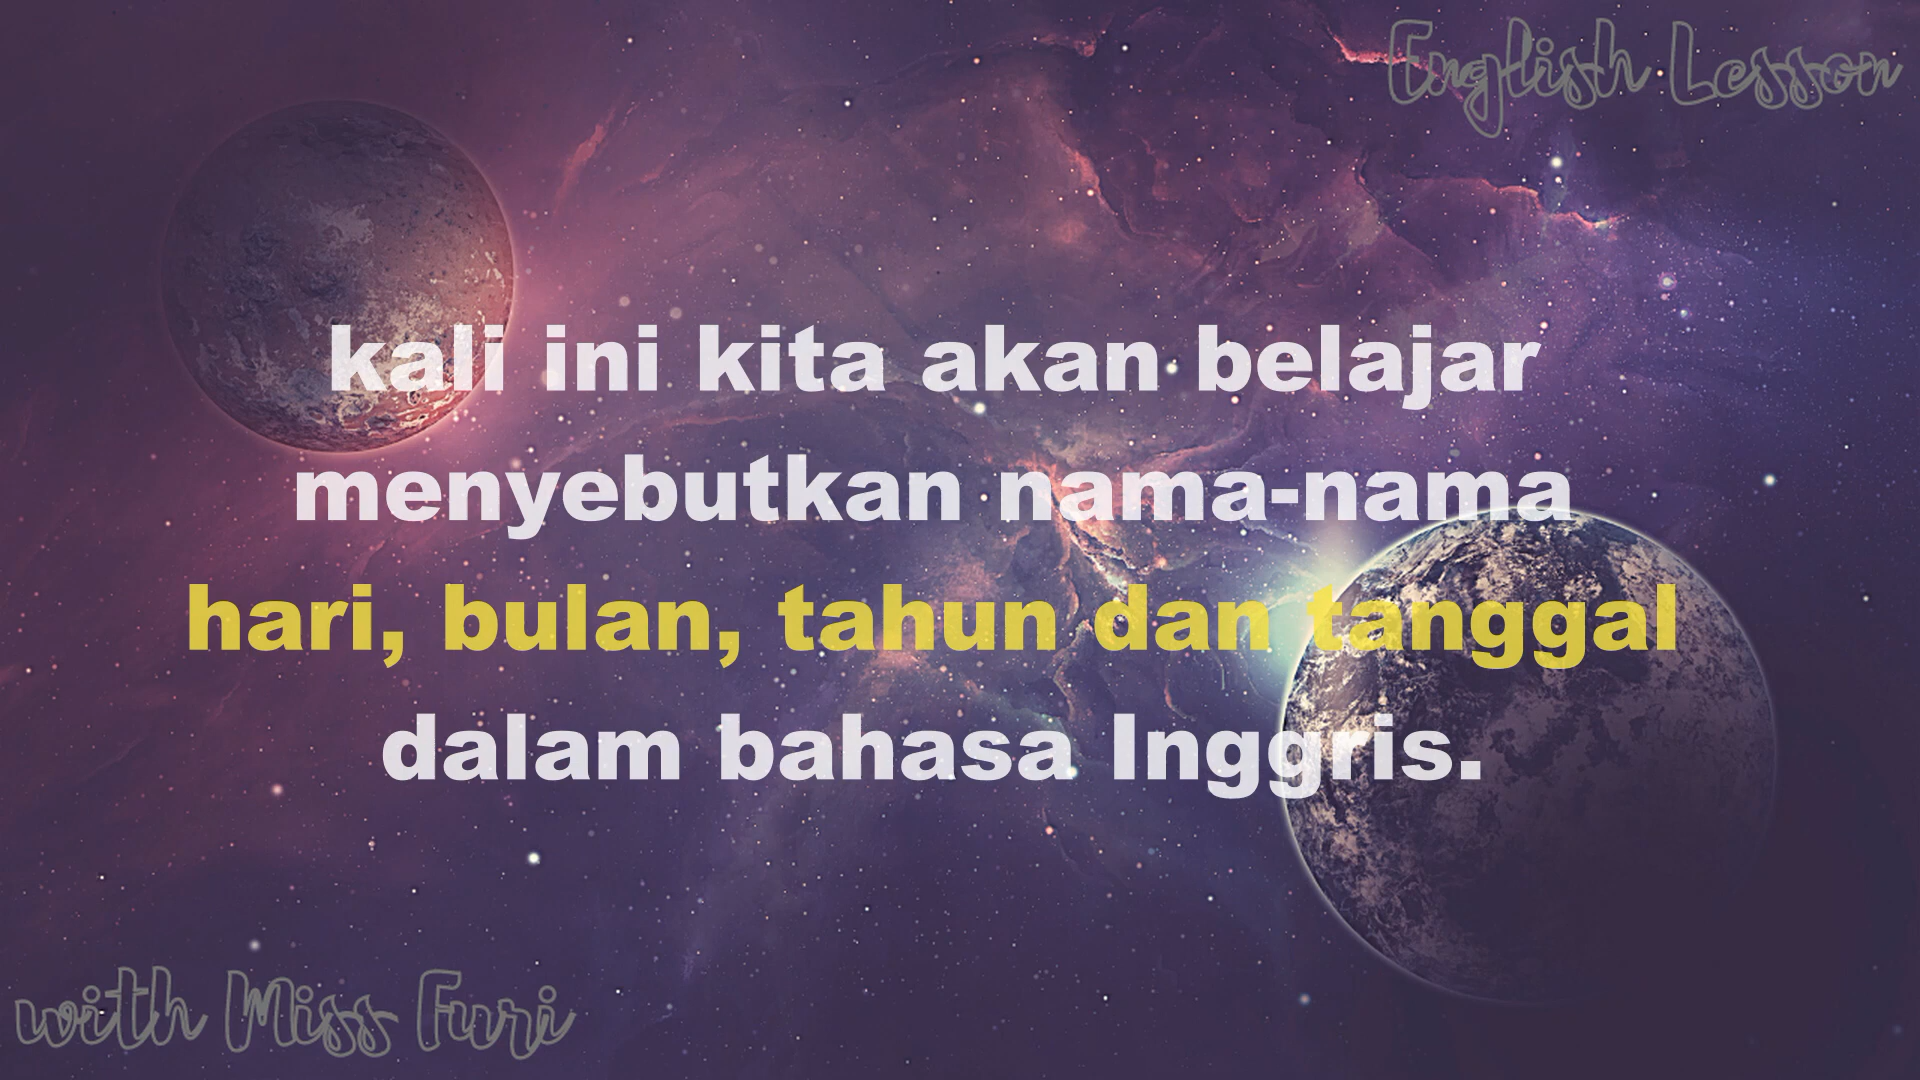 English Lesson
kali ini kita akan belajar
menyebutkan nama-nama
hari, bulan, tahun dan tanggal
dalam bahasa Inggris.
with Miss Furi